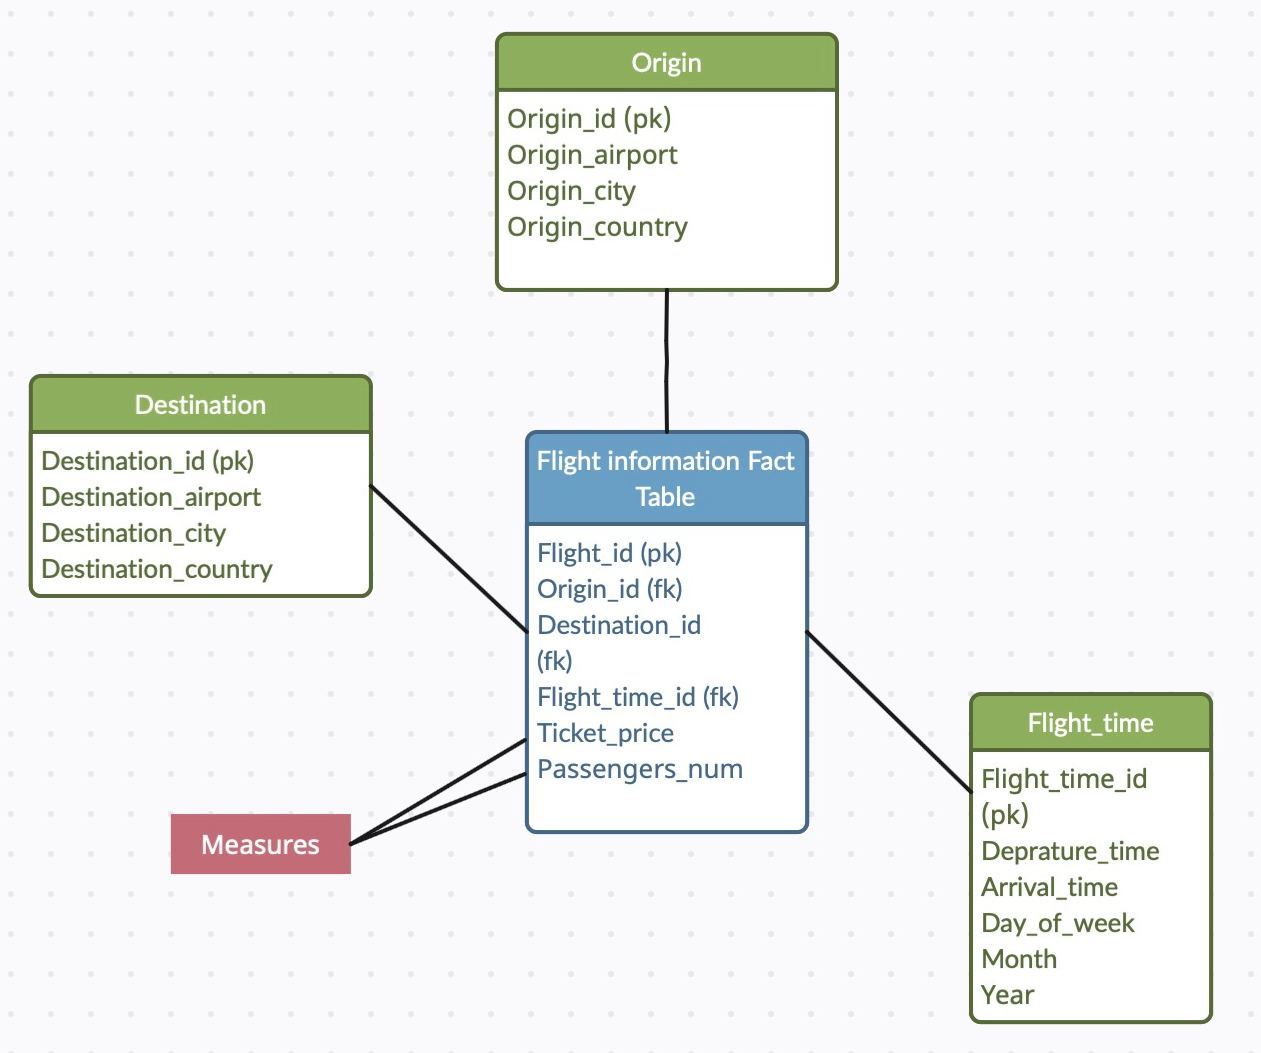 Origin
Origin_id (pk)
Origin_airport
Origin_city
Origin_country
Destination
Destination_id (pk)
Destination_airport
Destination_city
Destination_country
Flight information Fact
Table
Flight_id (pk)
Origin_id (fk)
Destination_id
(fk)
Flight_time_id (fk)
Ticket_price
Passengers_num
Measures
Flight_time
Flight_time_id
(pk)
Deprature_time
Arrival_time
Day_of_week
Month
Year